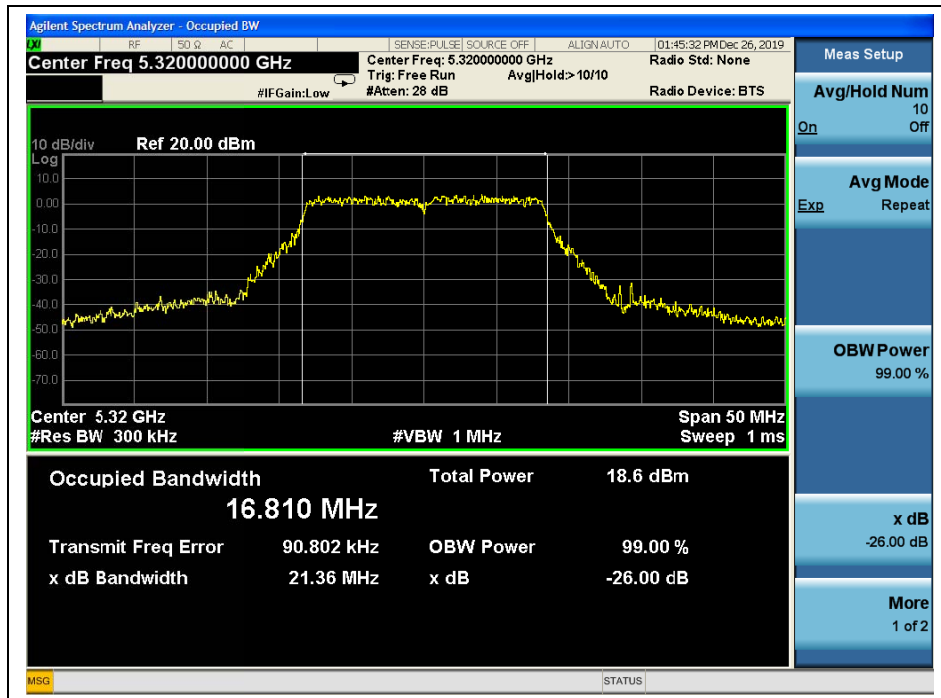 Agilent Spectrum Analyzer - Occupied BW
LXI RF 50 Ω AC SENSE:PULSE SOURCE OFF ALIGN AUTO 01:45:32 PM Dec 26, 2019
Center Freq 5.320000000 GHz
Center Freq: 5.320000000 GHz
Radio Std: None
Trig: Free Run Avg|Hold:> 10/10
#IFGain:Low
#Atten: 28 dB
Radio Device: BTS
10 dB/div Ref 20.00 dBm
Log
10.0
0.00
-10.0
-20.0
-30.0
-40.0
-50.0
-60.0
-70.0
Center 5.32 GHz
Span 50 MHz
#Res BW 300 kHz
#VBW 1 MHz
Sweep 1 ms
Occupied Bandwidth
16.810 MHz
Total Power 18.6 dBm
Transmit Freq Error 90.802 kHz
OBW Power 99.00 %
x dB Bandwidth 21.36 MHz
x dB -26.00 dB
Meas Setup
Avg/Hold Num
10
On Off
Avg Mode
Exp Repeat
OBW Power
99.00 %
x dB
-26.00 dB
More
1 of 2
MSG
STATUS